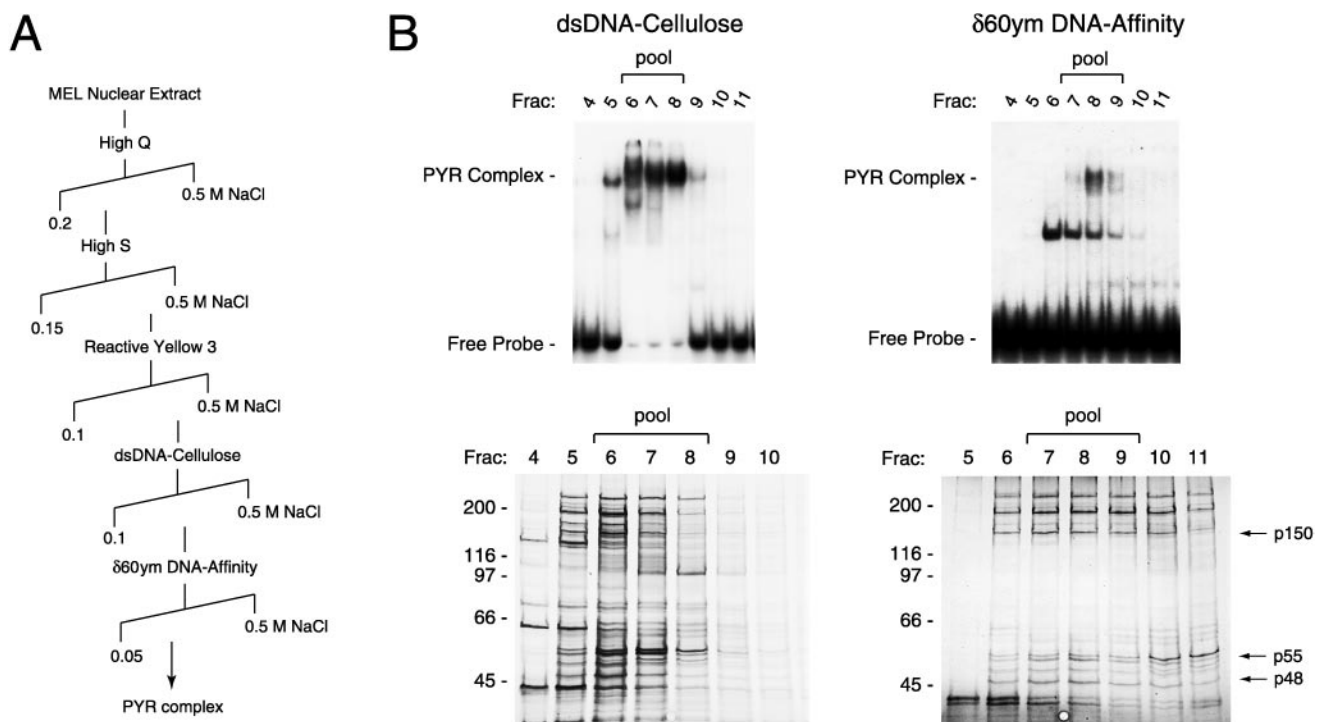 A
MEL Nuclear Extract
High Q
0.2
0.5 M NaCl
High S
0.15
0.5 M NaCl
Reactive Yellow 3
0.1
0.5 M NaCl
dsDNA-Cellulose
0.1
0.5 M NaCl
δ60ym DNA-Affinity
0.05
0.5 M NaCl
PYR complex
B
dsDNA-Cellulose
pool
Frac: 4 5 6 7 8 9 10 11
PYR Complex -
Free Probe -
δ60ym DNA-Affinity
pool
Frac: 4 5 6 7 8 9 10 11
PYR Complex -
Free Probe -
pool
Frac: 4 5 6 7 8 9 10
200 -
116 -
97 -
66 -
45 -
pool
Frac: 5 6 7 8 9 10 11
200 -
116 -
97 -
66 -
45 -
p150
p55
p48